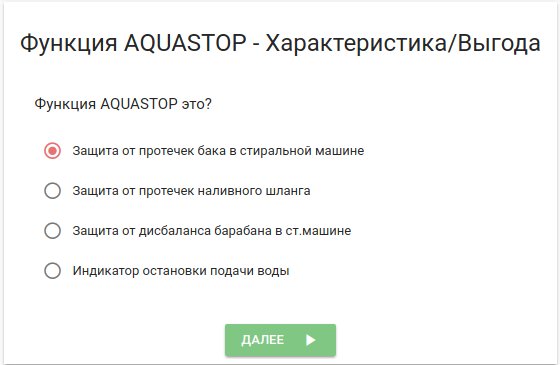 Функция AQUASTOP - Характеристика/Выгода
Функция AQUASTOP это?
Защита от протечек бака в стиральной машине
Защита от протечек наливного шланга
Защита от дисбаланса барабана в ст.машине
Индикатор остановки подачи воды
ДАЛЕЕ